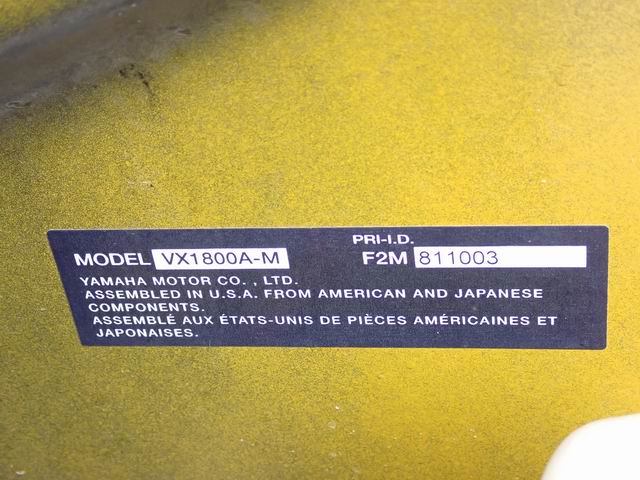 PRI-I.D.
MODEL VX1800A-M F2M 811003
YAMAHA MOTOR CO. , LTD.
ASSEMBLED IN U.S.A. FROM AMERICAN AND JAPANESE
COMPONENTS.
ASSEMBLÉ AUX ÉTATS-UNIS DE PIÈCES AMÉRICAINES ET
JAPONAISES.